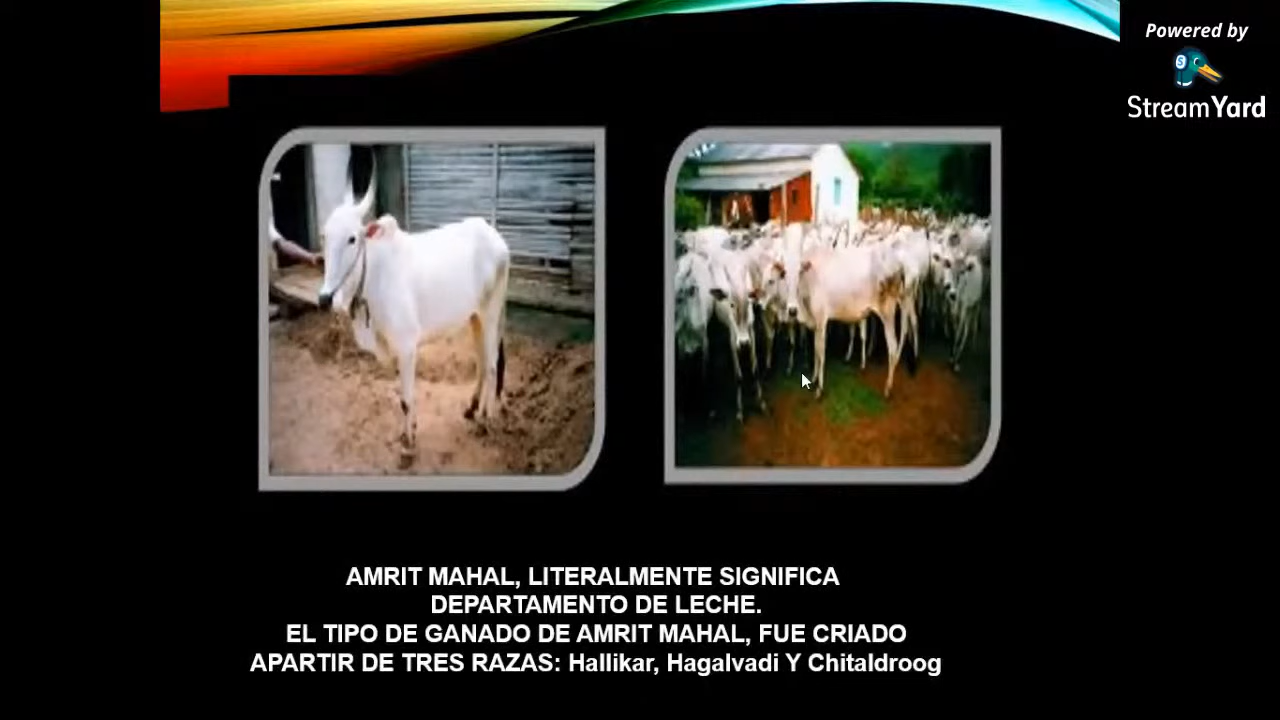 Powered by
StreamYard
AMRIT MAHAL, LITERALMENTE SIGNIFICA
DEPARTAMENTO DE LECHE.
EL TIPO DE GANADO DE AMRIT MAHAL, FUE CRIADO
APARTIR DE TRES RAZAS: Hallikar, Hagalvadi Y Chitaldroog